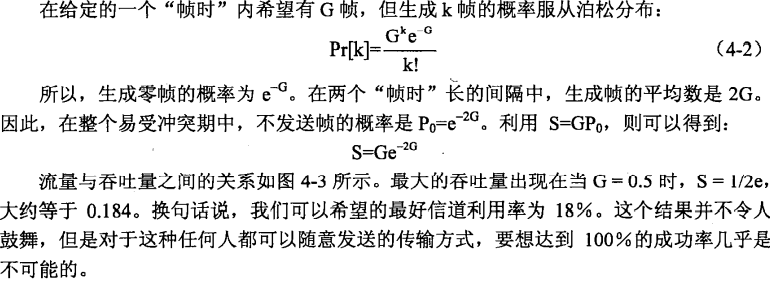 在给定的一个“帧时”内希望有 G 帧，但生成 k 帧的概率服从泊松分布：
Pr[k]=G^k e^-G / k!　（4-2）
所以，生成零帧的概率为 e^-G。在两个“帧时”长的间隔中，生成帧的平均数是 2G。
因此，在整个易受冲突期中，不发送帧的概率是 P₀=e^-2G。利用 S=GP₀，则可以得到：
S=Ge^-2G
流量与吞吐量之间的关系如图 4-3 所示。最大的吞吐量出现在当 G = 0.5 时，S = 1/2e，
大约等于 0.184。换句话说，我们可以希望的最好信道利用率为 18%。这个结果并不令人
鼓舞，但是对于这种任何人都可以随意发送的传输方式，要想达到 100%的成功率几乎是
不可能的。